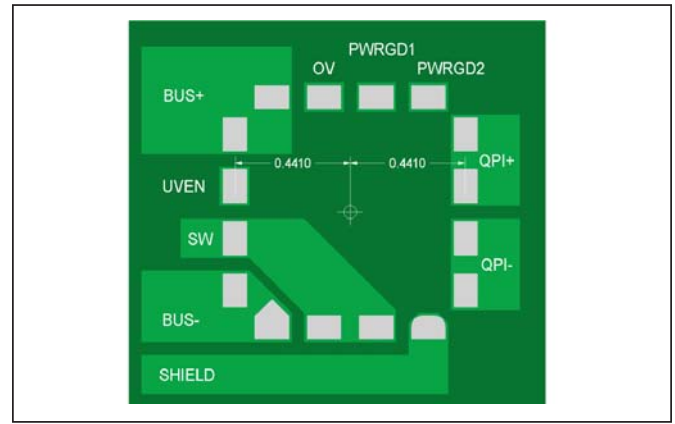 PWRGD1
OV PWRGD2
BUS+
0.4410 0.4410 QPI+
UVEN
SW
QPI-
BUS-
SHIELD